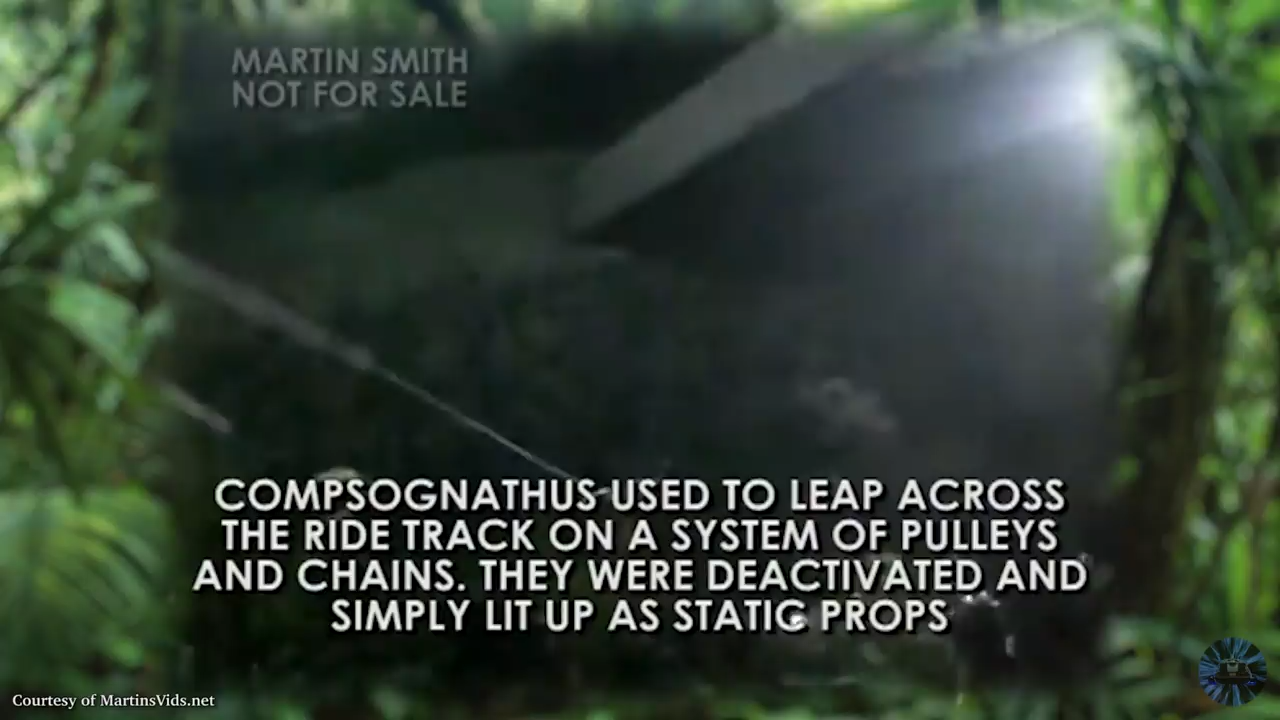 MARTIN SMITH
NOT FOR SALE
COMPSOGNATHUS USED TO LEAP ACROSS
THE RIDE TRACK ON A SYSTEM OF PULLEYS
AND CHAINS. THEY WERE DEACTIVATED AND
SIMPLY LIT UP AS STATIC PROPS
Courtesy of MartinsVids.net